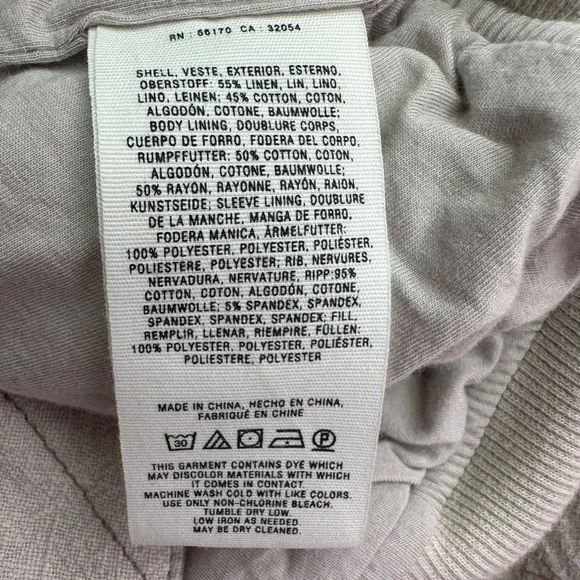 RN : 66170 CA : 32054
SHELL, VESTE, EXTERIOR, ESTERNO,
OBERSTOFF: 55% LINEN, LIN, LINO,
LINO, LEINEN; 45% COTTON, COTON,
ALGODÓN, COTONE, BAUMWOLLE;
BODY LINING, DOUBLURE CORPS,
CUERPO DE FORRO, FODERA DEL CORPO,
RUMPFFUTTER: 50% COTTON, COTON,
ALGODÓN, COTONE, BAUMWOLLE;
50% RAYON, RAYONNE, RAYÓN, RAION,
KUNSTSEIDE; SLEEVE LINING, DOUBLURE
DE LA MANCHE, MANGA DE FORRO,
FODERA MANICA, ÄRMELFUTTER:
100% POLYESTER, POLYESTER, POLIÉSTER,
POLIESTERE, POLYESTER; RIB, NERVURES,
NERVADURA, NERVATURE, RIPP:95%
COTTON, COTON, ALGODÓN, COTONE,
BAUMWOLLE; 5% SPANDEX, SPANDEX,
SPANDEX, SPANDEX, SPANDEX; FILL,
REMPLIR, LLENAR, RIEMPIRE, FÜLLEN:
100% POLYESTER, POLYESTER, POLIÉSTER,
POLIESTERE, POLYESTER
MADE IN CHINA, HECHO EN CHINA,
FABRIQUÉ EN CHINE
30 P
THIS GARMENT CONTAINS DYE WHICH
MAY DISCOLOR MATERIALS WITH WHICH
IT COMES IN CONTACT.
MACHINE WASH COLD WITH LIKE COLORS.
USE ONLY NON-CHLORINE BLEACH.
TUMBLE DRY LOW.
LOW IRON AS NEEDED.
MAY BE DRY CLEANED.